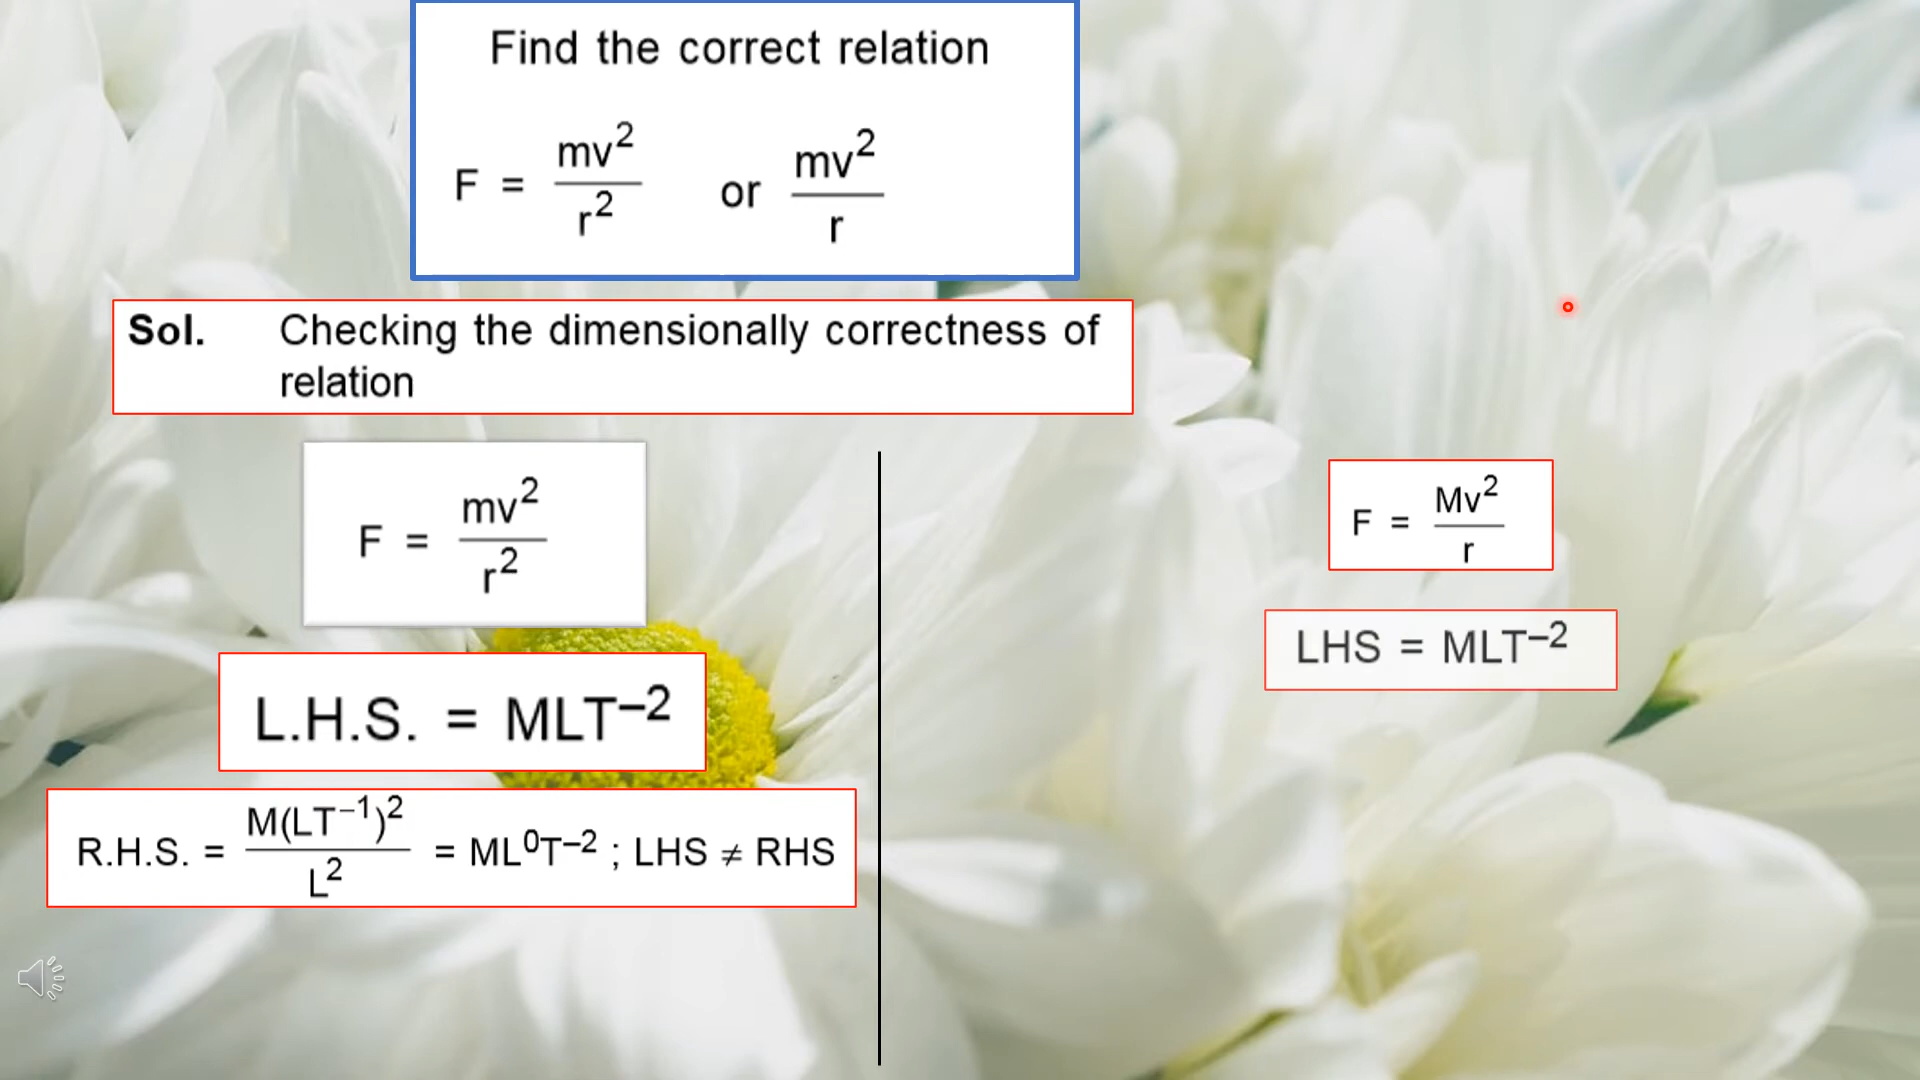 Find the correct relation
F = mv²/r² or mv²/r
Sol. Checking the dimensionally correctness of
relation
F = mv²/r²
L.H.S. = MLT⁻²
R.H.S. = M(LT⁻¹)²/L² = ML⁰T⁻² ; LHS ≠ RHS
F = Mv²/r
LHS = MLT⁻²